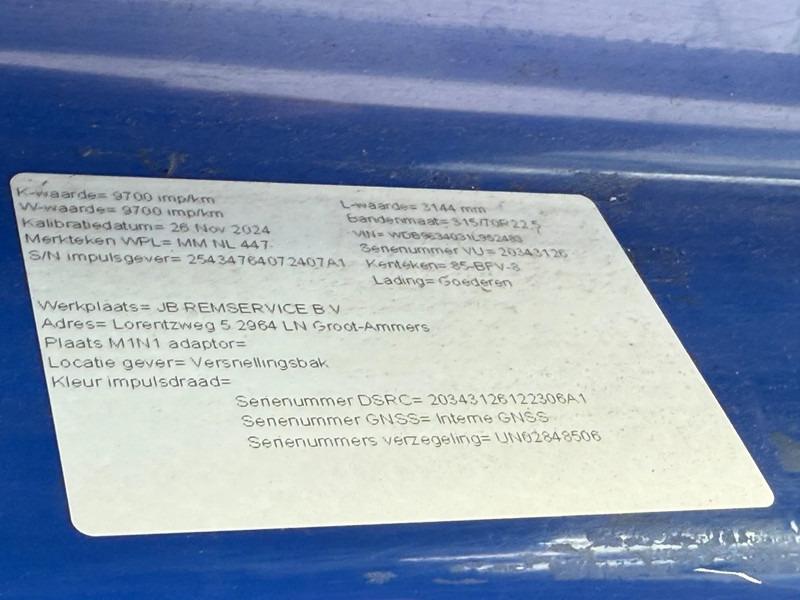 K-waarde= 9700 imp/km
W-waarde= 9700 imp/km
Kalibratiedatum= 26 Nov 2024
Merkteken WPL= MM NL 447
S/N impulsgever= 25434764072407A1
L-waarde= 3144 mm
Bandenmaat= 315/70R22.5
VIN= WDB9634031L952483
Serienummer VU= 20343126
Kenteken= 85-BFV-8
Lading= Goederen
Werkplaats= JB REMSERVICE B.V
Adres= Lorentzweg 5 2964 LN Groot-Ammers
Plaats M1N1 adaptor=
Locatie gever= Versnellingsbak
Kleur impulsdraad=
Serienummer DSRC= 20343126122306A1
Serienummer GNSS= Interne GNSS
Serienummers verzegeling= UN02848506